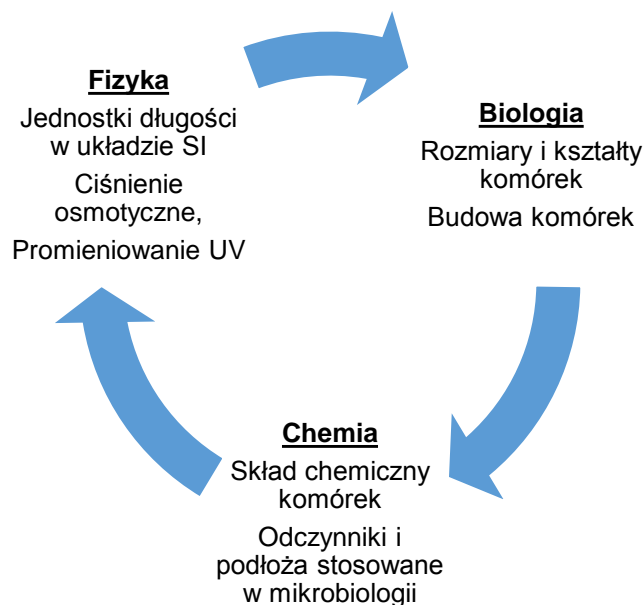 Fizyka
Jednostki długości
w układzie SI
Ciśnienie
osmotyczne,
Promieniowanie UV
Biologia
Rozmiary i kształty
komórek
Budowa komórek
Chemia
Skład chemiczny
komórek
Odczynniki i
podłoża stosowane
w mikrobiologii